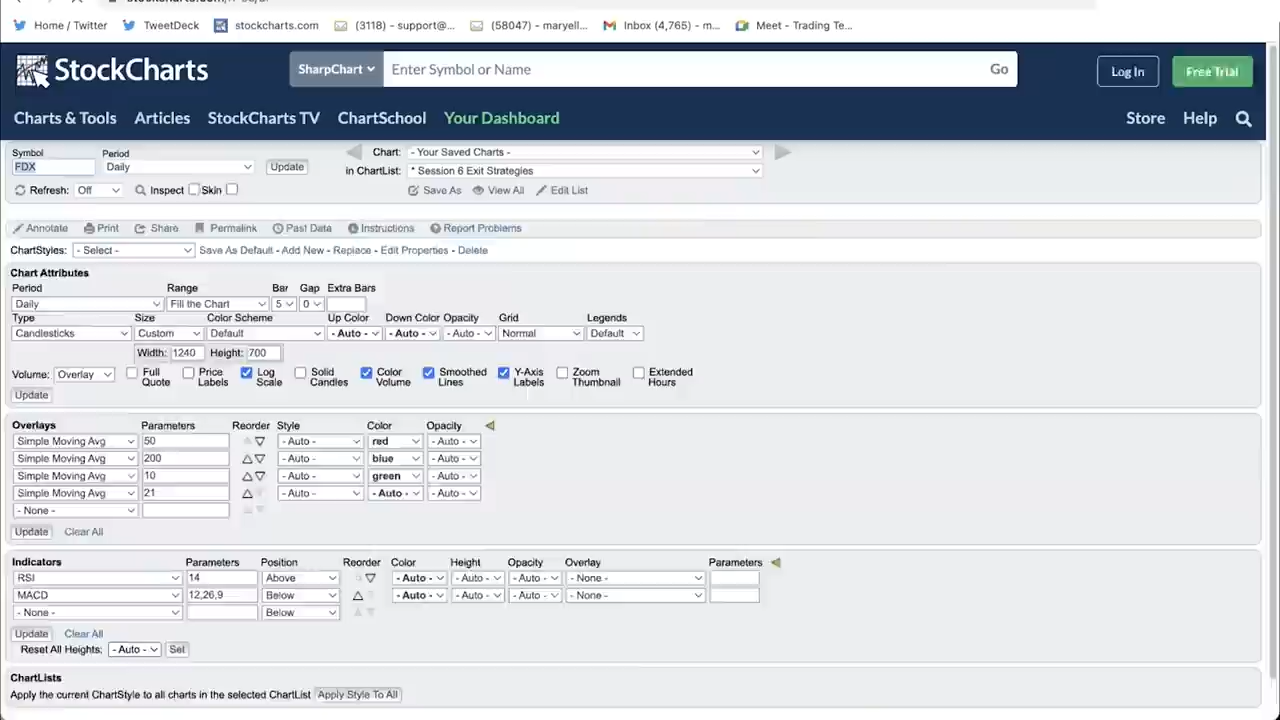 Home / Twitter TweetDeck stockcharts.com (3118) - support@... (58047) - maryell... Inbox (4,765) - m... Meet - Trading Te...
StockCharts SharpChart Enter Symbol or Name Go Log In Free Trial
Charts & Tools Articles StockCharts TV ChartSchool Your Dashboard Store Help
Symbol Period Chart: - Your Saved Charts -
FDX Daily Update in ChartList: * Session 6 Exit Strategies
Refresh: Off Inspect Skin Save As View All Edit List
Annotate Print Share Permalink Past Data Instructions Report Problems
ChartStyles: - Select - Save As Default - Add New - Replace - Edit Properties - Delete
Chart Attributes
Period Range Bar Gap Extra Bars
Daily Fill the Chart 5 0
Type Size Color Scheme Up Color Down Color Opacity Grid Legends
Candlesticks Custom Default - Auto - - Auto - - Auto - Normal Default
Width: 1240 Height: 700
Volume: Overlay Full Quote Price Labels Log Scale Solid Candles Color Volume Smoothed Lines Y-Axis Labels Zoom Thumbnail Extended Hours
Update
Overlays Parameters Reorder Style Color Opacity
Simple Moving Avg 50 - Auto - red - Auto -
Simple Moving Avg 200 - Auto - blue - Auto -
Simple Moving Avg 10 - Auto - green - Auto -
Simple Moving Avg 21 - Auto - - Auto - - Auto -
- None -
Update Clear All
Indicators Parameters Position Reorder Color Height Opacity Overlay Parameters
RSI 14 Above - Auto - - Auto - - Auto - - None -
MACD 12,26,9 Below - Auto - - Auto - - Auto - - None -
- None - Below
Update Clear All
Reset All Heights: - Auto - Set
ChartLists
Apply the current ChartStyle to all charts in the selected ChartList Apply Style To All